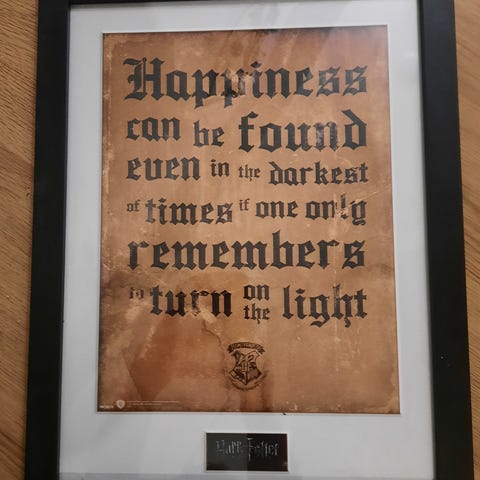 Happiness
can be found
even in the darkest
of times if one only
remembers
to turn on the light
Harry Potter